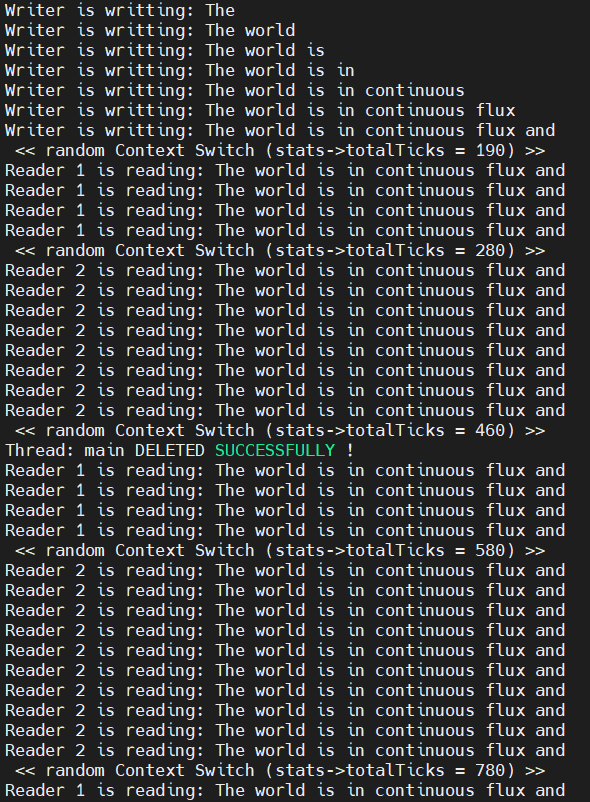 Writer is writting: The
Writer is writting: The world
Writer is writting: The world is
Writer is writting: The world is in
Writer is writting: The world is in continuous
Writer is writting: The world is in continuous flux
Writer is writting: The world is in continuous flux and
<< random Context Switch (stats->totalTicks = 190) >>
Reader 1 is reading: The world is in continuous flux and
Reader 1 is reading: The world is in continuous flux and
Reader 1 is reading: The world is in continuous flux and
Reader 1 is reading: The world is in continuous flux and
<< random Context Switch (stats->totalTicks = 280) >>
Reader 2 is reading: The world is in continuous flux and
Reader 2 is reading: The world is in continuous flux and
Reader 2 is reading: The world is in continuous flux and
Reader 2 is reading: The world is in continuous flux and
Reader 2 is reading: The world is in continuous flux and
Reader 2 is reading: The world is in continuous flux and
Reader 2 is reading: The world is in continuous flux and
Reader 2 is reading: The world is in continuous flux and
<< random Context Switch (stats->totalTicks = 460) >>
Thread: main DELETED SUCCESSFULLY !
Reader 1 is reading: The world is in continuous flux and
Reader 1 is reading: The world is in continuous flux and
Reader 1 is reading: The world is in continuous flux and
Reader 1 is reading: The world is in continuous flux and
<< random Context Switch (stats->totalTicks = 580) >>
Reader 2 is reading: The world is in continuous flux and
Reader 2 is reading: The world is in continuous flux and
Reader 2 is reading: The world is in continuous flux and
Reader 2 is reading: The world is in continuous flux and
Reader 2 is reading: The world is in continuous flux and
Reader 2 is reading: The world is in continuous flux and
Reader 2 is reading: The world is in continuous flux and
Reader 2 is reading: The world is in continuous flux and
Reader 2 is reading: The world is in continuous flux and
Reader 2 is reading: The world is in continuous flux and
<< random Context Switch (stats->totalTicks = 780) >>
Reader 1 is reading: The world is in continuous flux and